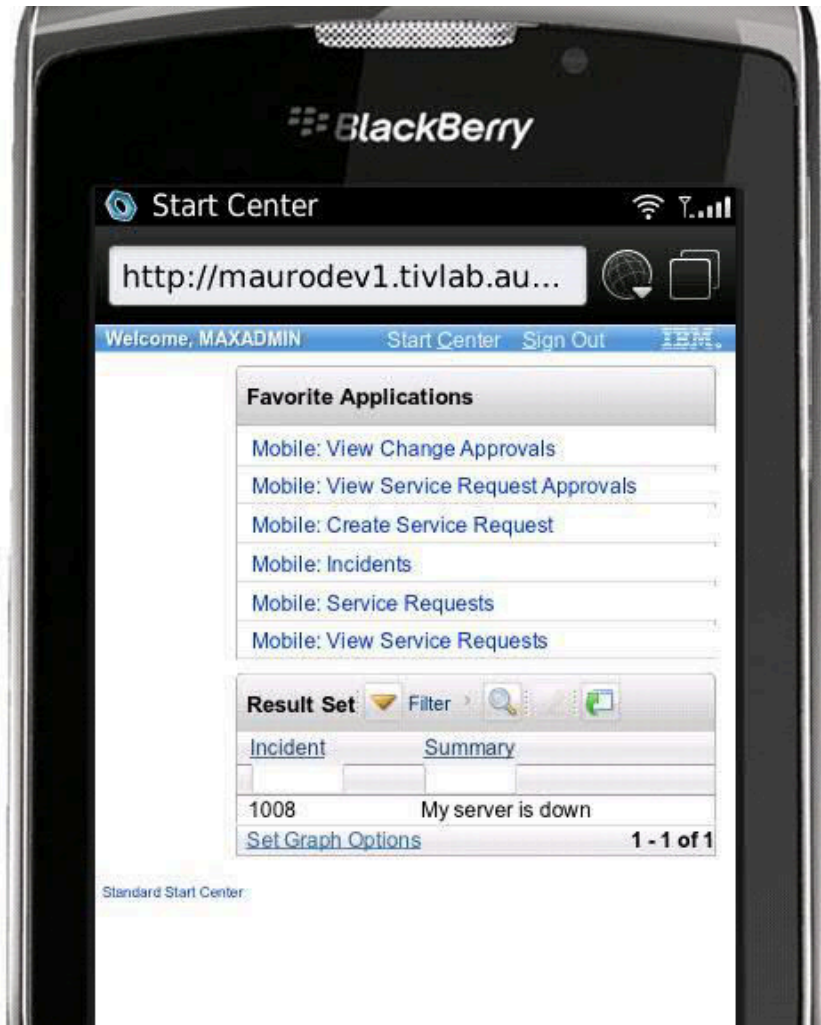 BlackBerry
Start Center
http://maurodev1.tivlab.au...
Welcome, MAXADMIN Start Center Sign Out IBM.
Favorite Applications
Mobile: View Change Approvals
Mobile: View Service Request Approvals
Mobile: Create Service Request
Mobile: Incidents
Mobile: Service Requests
Mobile: View Service Requests
Result Set Filter
Incident Summary
1008 My server is down
Set Graph Options 1 - 1 of 1
Standard Start Center